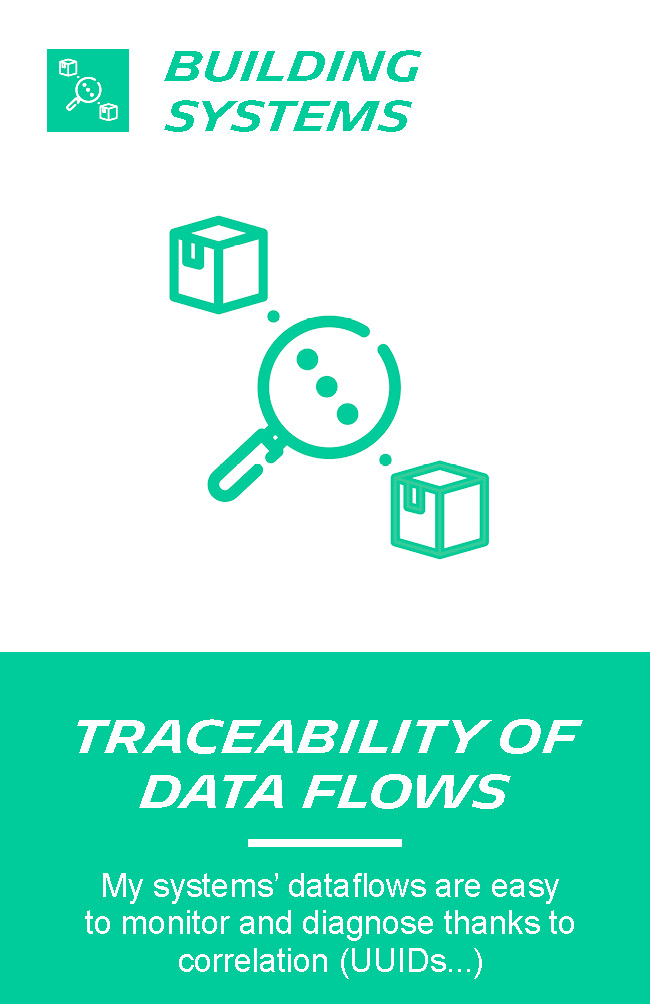 BUILDING
SYSTEMS
TRACEABILITY OF
DATA FLOWS
My systems’ dataflows are easy
to monitor and diagnose thanks to
correlation (UUIDs...)